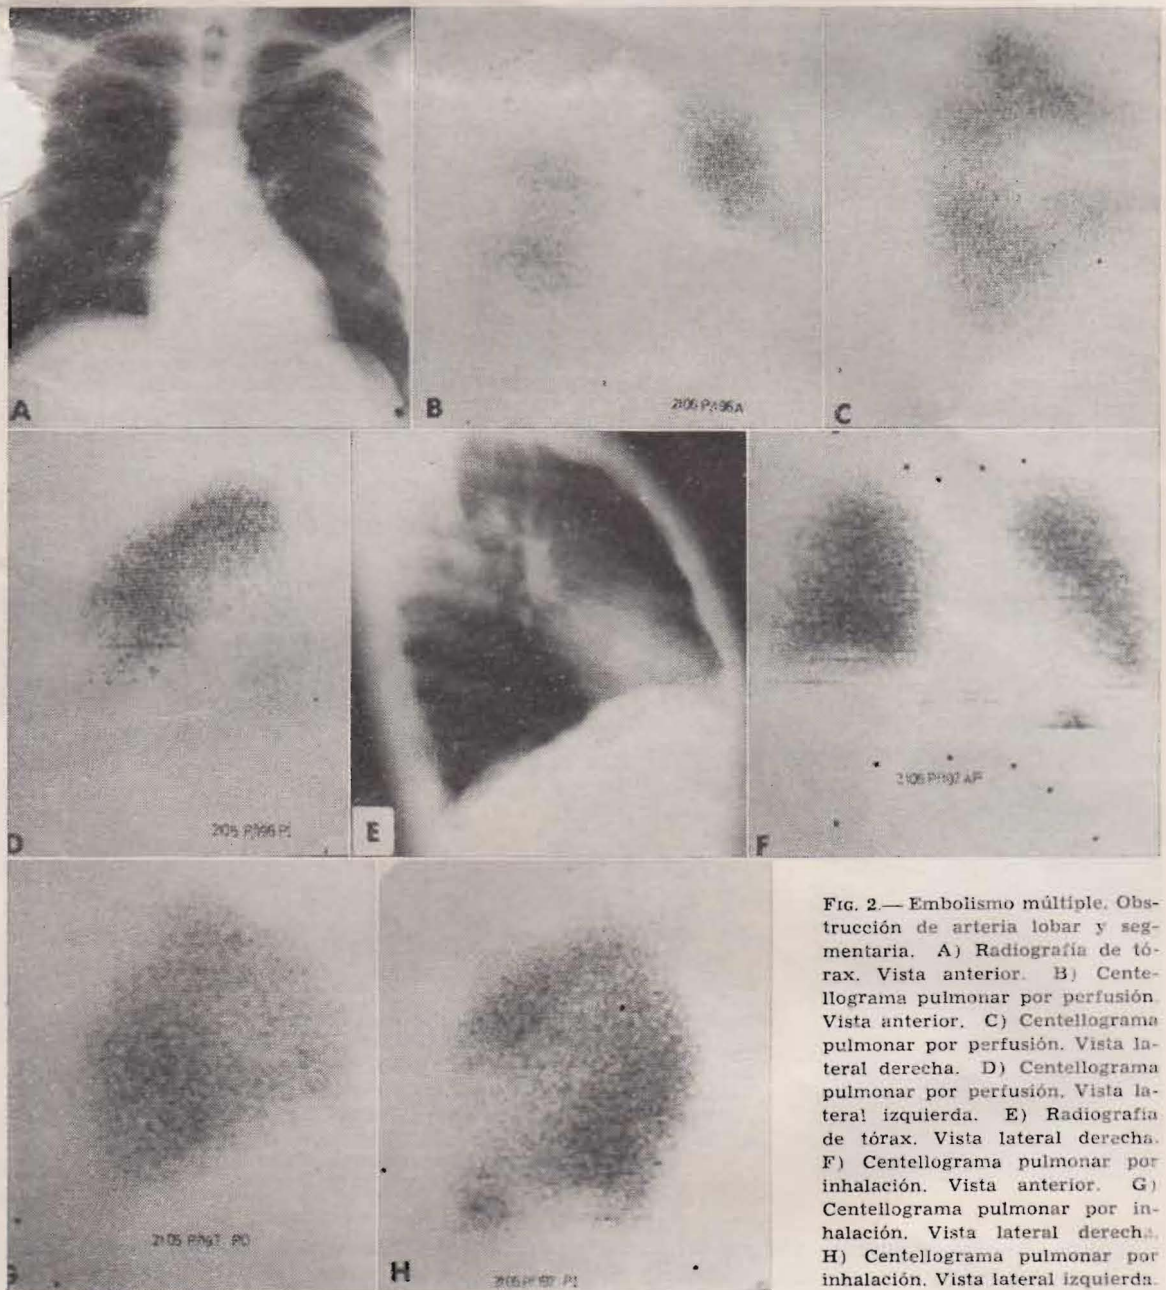 A
B
2106 PA96A
C
D
E
F
H
FIG. 2.— Embolismo múltiple. Obs-
trucción de arteria lobar y seg-
mentaria. A) Radiografía de tó-
rax. Vista anterior. B) Cente-
llograma pulmonar por perfusión.
Vista anterior. C) Centellograma
pulmonar por perfusión. Vista la-
teral derecha. D) Centellograma
pulmonar por perfusión. Vista la-
teral izquierda. E) Radiografía
de tórax. Vista lateral derecha.
F) Centellograma pulmonar por
inhalación. Vista anterior. G)
Centellograma pulmonar por in-
halación. Vista lateral derecha.
H) Centellograma pulmonar por
inhalación. Vista lateral izquierda.